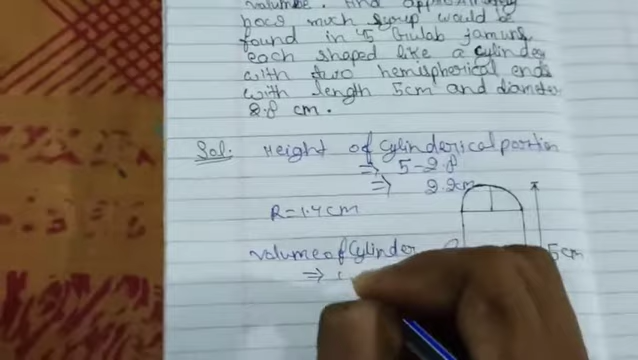 volume. Find approximately
how much syrup would be
found in 45 Gulab jamuns,
each shaped like a cylinder
with two hemispherical ends
with length 5cm and diameter
2.8 cm.
Sol. Height of Cylinderical portion
⇒ 5-2.8
⇒ 2.2cm
R=1.4cm
volume of Cylinder
⇒
5cm